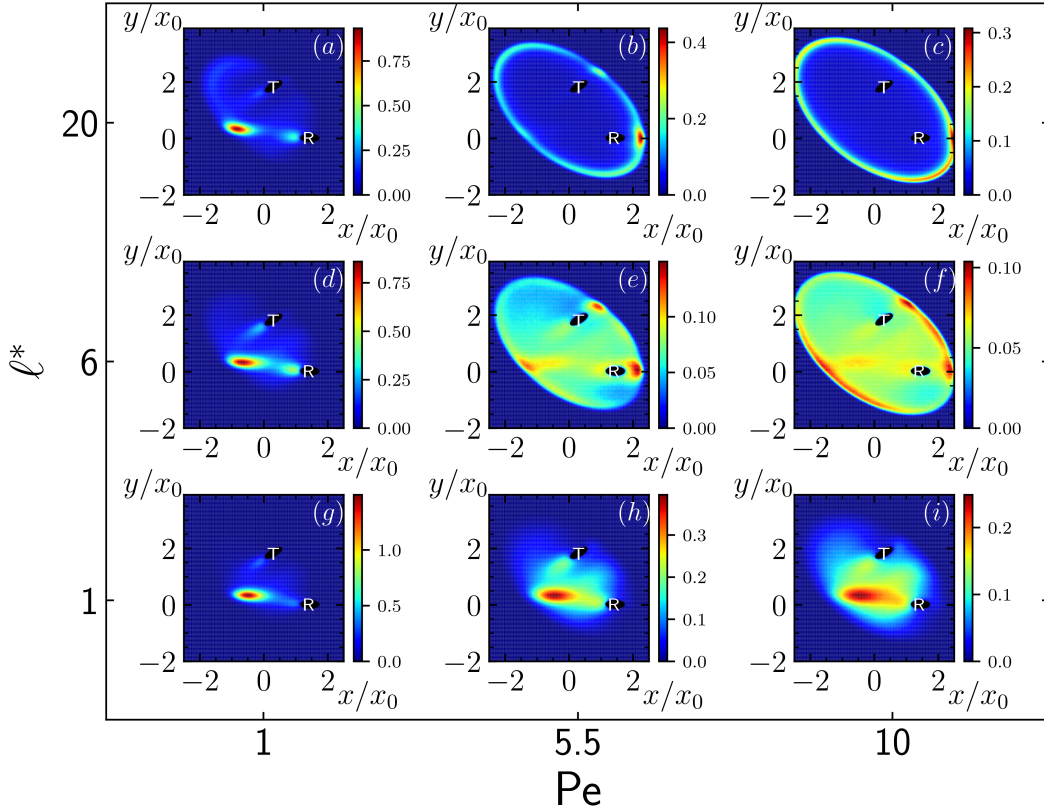 y/x₀ y/x₀ y/x₀
(a) (b) (c)
2 T 0.75 2 T 0.4 2 T 0.3
20 0.50 0.2 0.2
0 R 0.25 0 R 0 R 0.1
−2 0.00 −2 0.0 −2 0.0
−2 0 2 −2 0 2 −2 0 2
x/x₀ x/x₀ x/x₀
y/x₀ y/x₀ y/x₀
(d) (e) (f)
2 T 0.75 2 T 0.10 2 T 0.10
ℓ* 6 0.50 0.05 0.05
0 R 0.25 0 R 0 R
−2 0.00 −2 0.00 −2 0.00
−2 0 2 −2 0 2 −2 0 2
x/x₀ x/x₀ x/x₀
y/x₀ y/x₀ y/x₀
(g) (h) (i)
2 T 1.0 2 T 0.3 2 T 0.2
1 0.5 0.2 0.1
0 R 0 R 0.1 0 R
−2 0.0 −2 0.0 −2 0.0
−2 0 2 −2 0 2 −2 0 2
x/x₀ x/x₀ x/x₀
1 5.5 10
Pe